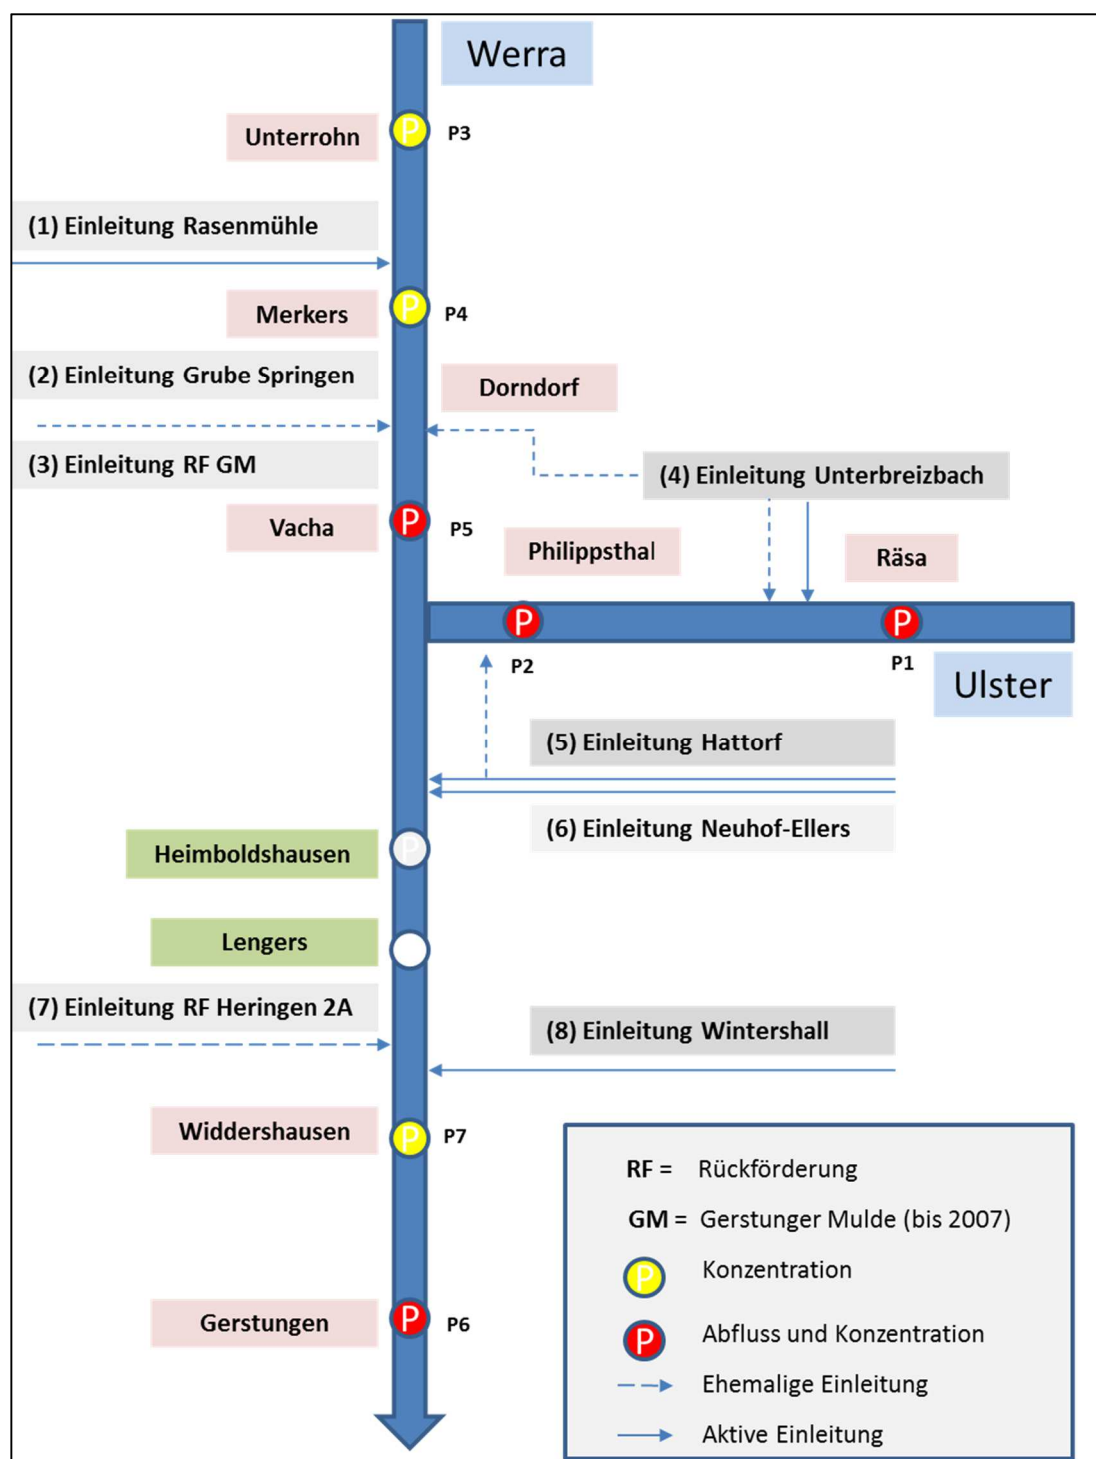 Werra
Unterrohn
P
P3
(1) Einleitung Rasenmühle
Merkers
P
P4
(2) Einleitung Grube Springen
Dorndorf
(3) Einleitung RF GM
(4) Einleitung Unterbreizbach
Vacha
P
P5
Philippsthal
Räsa
P
P
P2
P1
Ulster
(5) Einleitung Hattorf
(6) Einleitung Neuhof-Ellers
Heimboldshausen
P
Lengers
(7) Einleitung RF Heringen 2A
(8) Einleitung Wintershall
Widdershausen
P
P7
RF = Rückförderung
GM = Gerstunger Mulde (bis 2007)
P Konzentration
Gerstungen
P
P6
P Abfluss und Konzentration
Ehemalige Einleitung
Aktive Einleitung